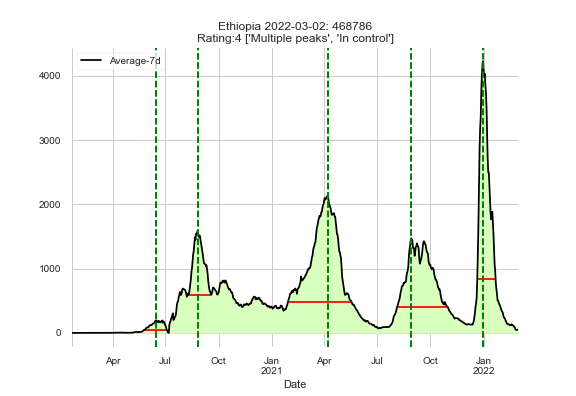 Ethiopia 2022-03-02: 468786
Rating:4 ['Multiple peaks', 'In control']
Average-7d
4000
3000
2000
1000
0
Apr Jul Oct Jan Apr Jul Oct Jan
2021 2022
Date